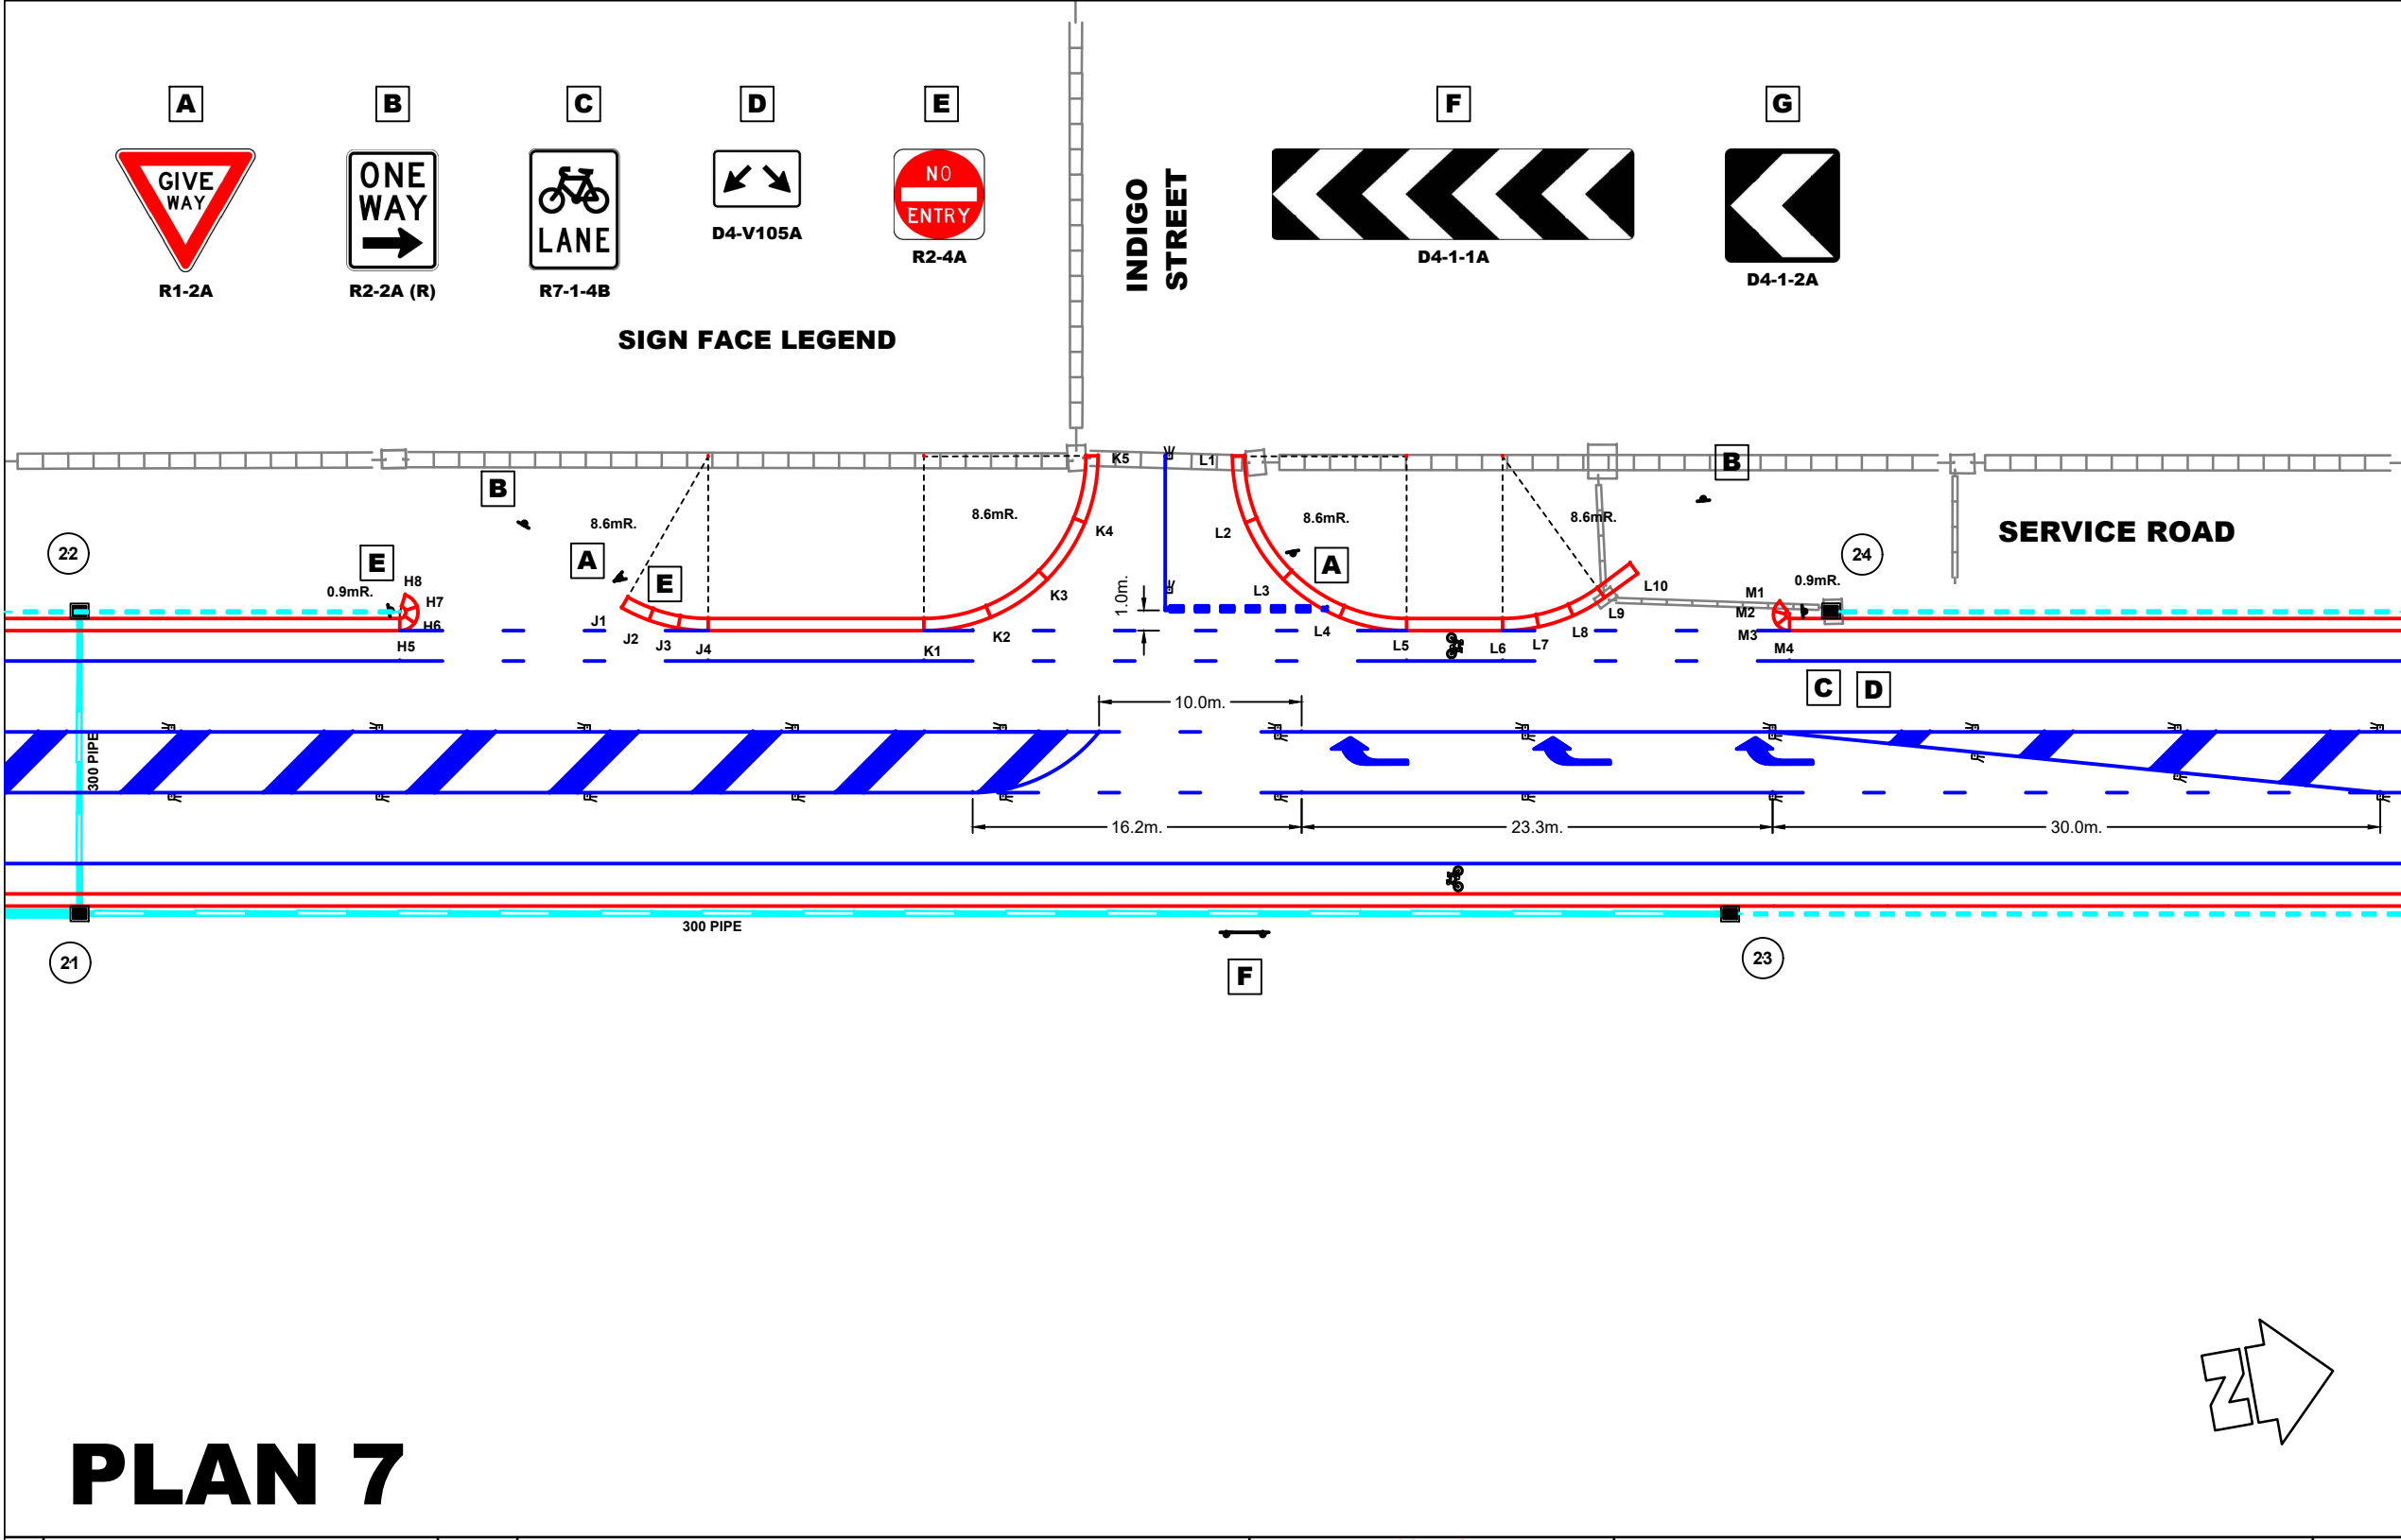 A
B
C
D
E
F
G
GIVE
WAY
ONE
WAY
LANE
NO
ENTRY
R1-2A
R2-2A (R)
R7-1-4B
D4-V105A
R2-4A
D4-1-1A
D4-1-2A
SIGN FACE LEGEND
INDIGO
STREET
SERVICE ROAD
K5
L1
B
B
8.6mR.
8.6mR.
8.6mR.
8.6mR.
K4
L2
22
E
A
E
A
24
H8
0.9mR.
H7
H6
H5
J1
J2
J3
J4
K1
K2
K3
1.0m.
L3
L4
L5
L6
L7
L8
L9
L10
M1
0.9mR.
M2
M3
M4
C
D
10.0m.
300 PIPE
16.2m.
23.3m.
30.0m.
300 PIPE
21
23
F
N
PLAN 7